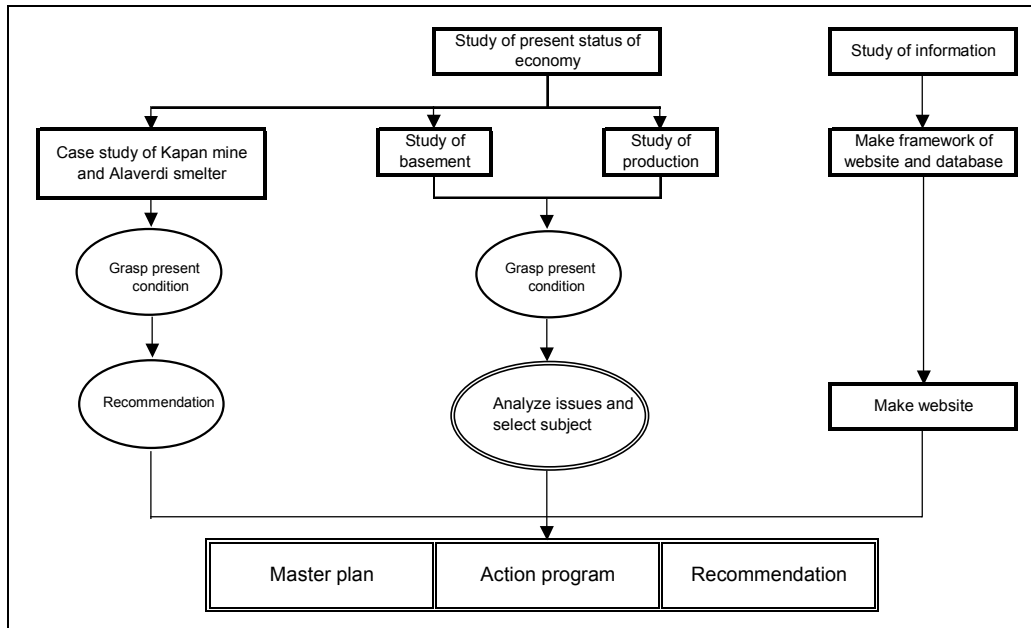 Study of present status of
economy
Study of information
Case study of Kapan mine
and Alaverdi smelter
Study of
basement
Study of
production
Make framework of
website and database
Grasp present
condition
Grasp present
condition
Recommendation
Analyze issues and
select subject
Make website
Master plan
Action program
Recommendation